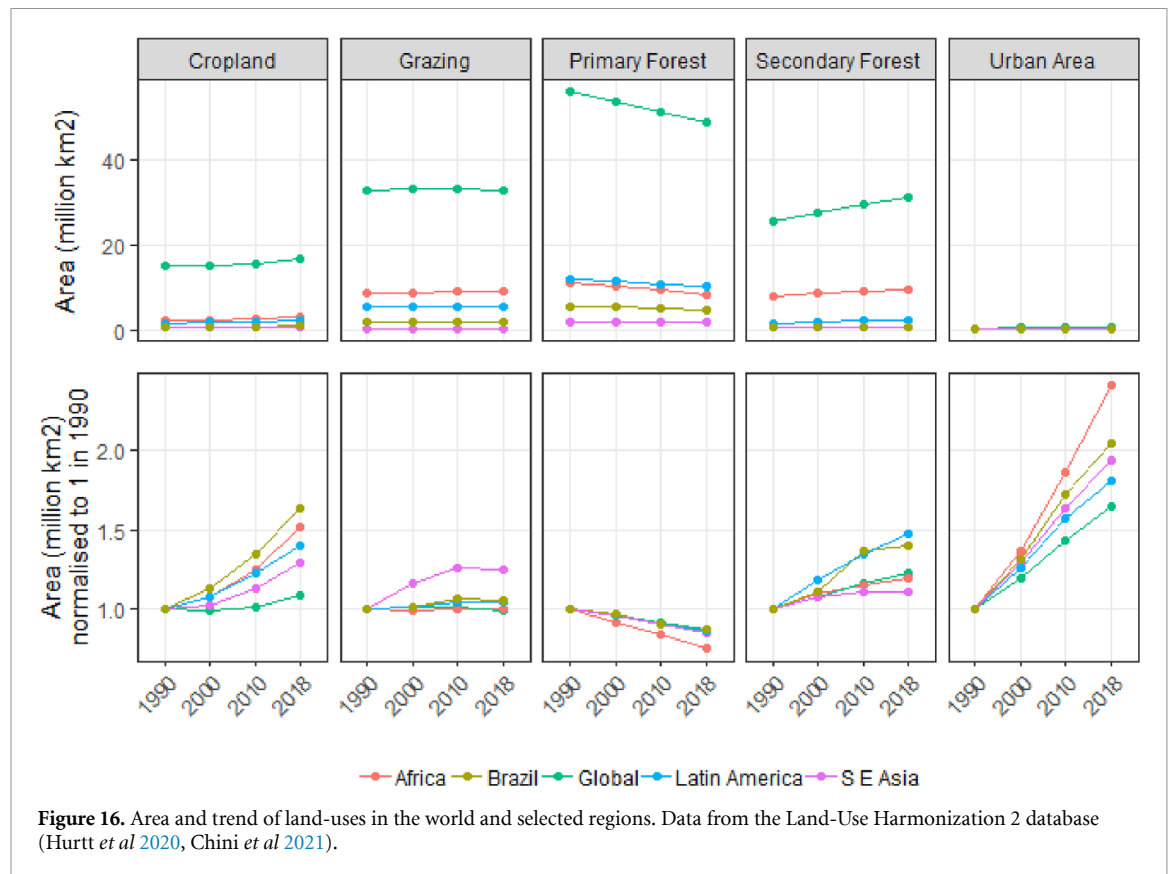 Cropland Grazing Primary Forest Secondary Forest Urban Area
Area (million km2)
40
20
0
Area (million km2)
normalised to 1 in 1990
2.0
1.5
1.0
1990 2000 2010 2018 1990 2000 2010 2018 1990 2000 2010 2018 1990 2000 2010 2018 1990 2000 2010 2018
Africa Brazil Global Latin America S E Asia
Figure 16. Area and trend of land-uses in the world and selected regions. Data from the Land-Use Harmonization 2 database
(Hurtt et al 2020, Chini et al 2021).